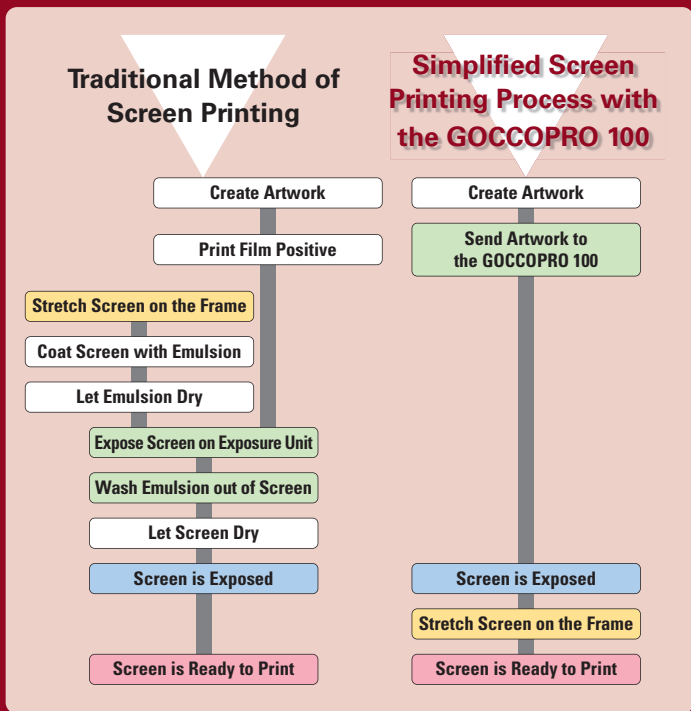 Traditional Method of
Screen Printing
Create Artwork
Print Film Positive
Stretch Screen on the Frame
Coat Screen with Emulsion
Let Emulsion Dry
Expose Screen on Exposure Unit
Wash Emulsion out of Screen
Let Screen Dry
Screen is Exposed
Screen is Ready to Print
Simplified Screen
Printing Process with
the GOCCOPRO 100
Create Artwork
Send Artwork to
the GOCCOPRO 100
Screen is Exposed
Stretch Screen on the Frame
Screen is Ready to Print